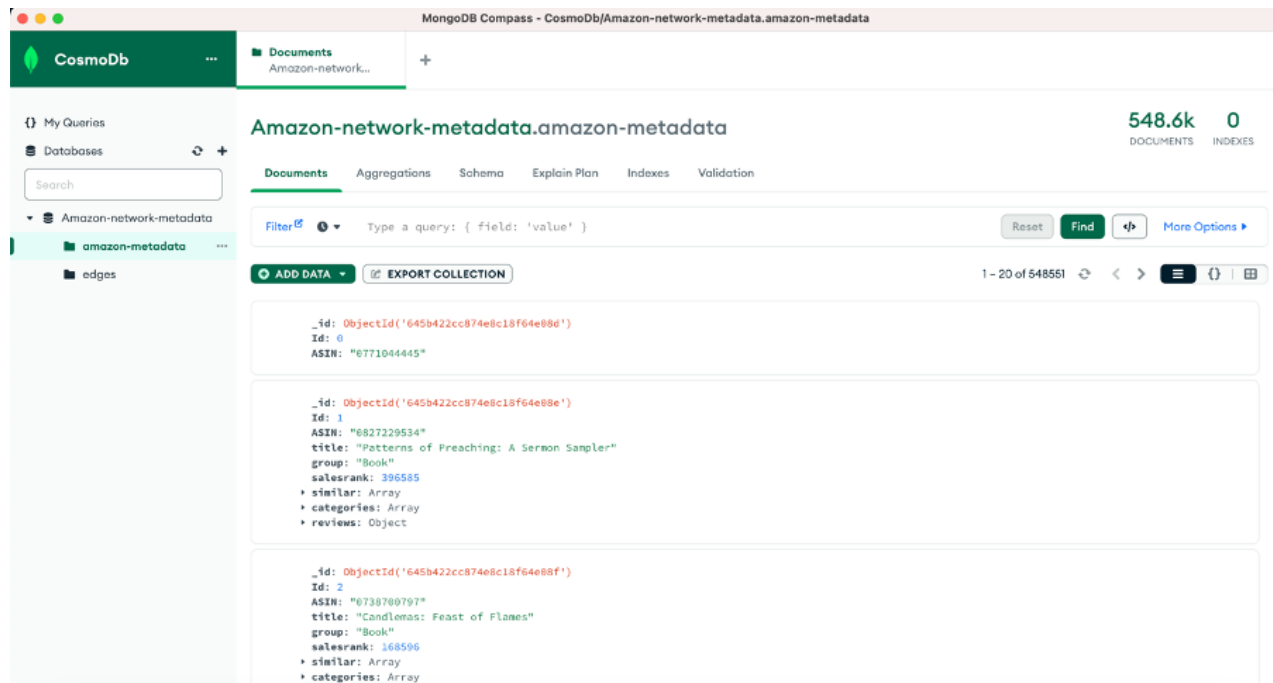 MongoDB Compass - CosmoDb/Amazon-network-metadata.amazon-metadata
CosmoDb
Documents
Amazon-network...
My Queries
Databases
Search
Amazon-network-metadata
amazon-metadata
edges
Amazon-network-metadata.amazon-metadata
548.6k DOCUMENTS
0 INDEXES
Documents Aggregations Schema Explain Plan Indexes Validation
Filter Type a query: { field: 'value' } Reset Find </> More Options
ADD DATA EXPORT COLLECTION 1 – 20 of 548551 {}
_id: ObjectId('645b422cc874e8c18f64e08d')
Id: 0
ASIN: "0771044445"
_id: ObjectId('645b422cc874e8c18f64e08e')
Id: 1
ASIN: "0827229534"
title: "Patterns of Preaching: A Sermon Sampler"
group: "Book"
salesrank: 396585
similar: Array
categories: Array
reviews: Object
_id: ObjectId('645b422cc874e8c18f64e08f')
Id: 2
ASIN: "0738700797"
title: "Candlemas: Feast of Flames"
group: "Book"
salesrank: 168596
similar: Array
categories: Array